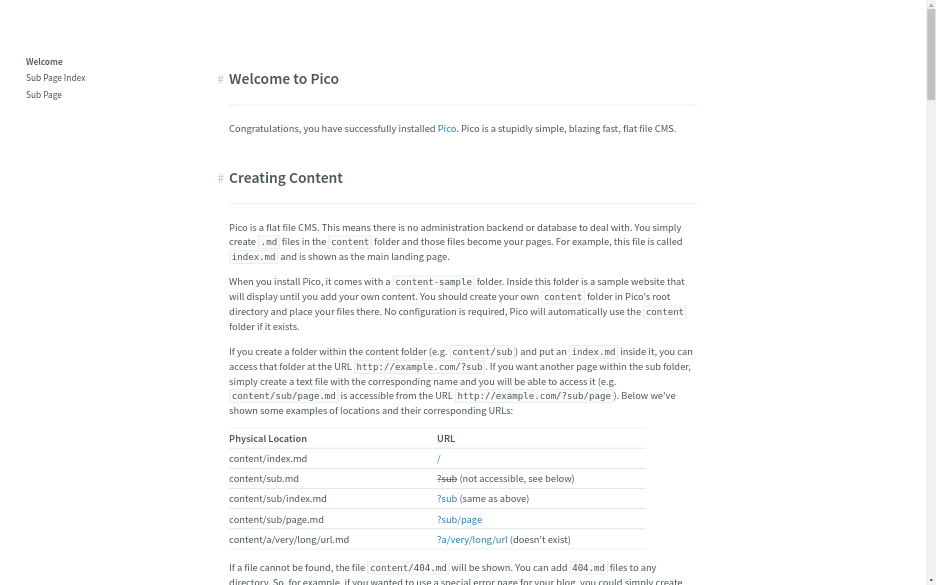 Welcome
Sub Page Index
Sub Page
# Welcome to Pico
Congratulations, you have successfully installed Pico. Pico is a stupidly simple, blazing fast, flat file CMS.
# Creating Content
Pico is a flat file CMS. This means there is no administration backend or database to deal with. You simply
create .md files in the content folder and those files become your pages. For example, this file is called
index.md and is shown as the main landing page.
When you install Pico, it comes with a content-sample folder. Inside this folder is a sample website that
will display until you add your own content. You should create your own content folder in Pico's root
directory and place your files there. No configuration is required, Pico will automatically use the content
folder if it exists.
If you create a folder within the content folder (e.g. content/sub) and put an index.md inside it, you can
access that folder at the URL http://example.com/?sub. If you want another page within the sub folder,
simply create a text file with the corresponding name and you will be able to access it (e.g.
content/sub/page.md is accessible from the URL http://example.com/?sub/page). Below we've
shown some examples of locations and their corresponding URLs:
Physical Location URL
content/index.md /
content/sub.md ?sub (not accessible, see below)
content/sub/index.md ?sub (same as above)
content/sub/page.md ?sub/page
content/a/very/long/url.md ?a/very/long/url (doesn't exist)
If a file cannot be found, the file content/404.md will be shown. You can add 404.md files to any
directory. So, for example, if you wanted to use a special error page for your blog, you could simply create